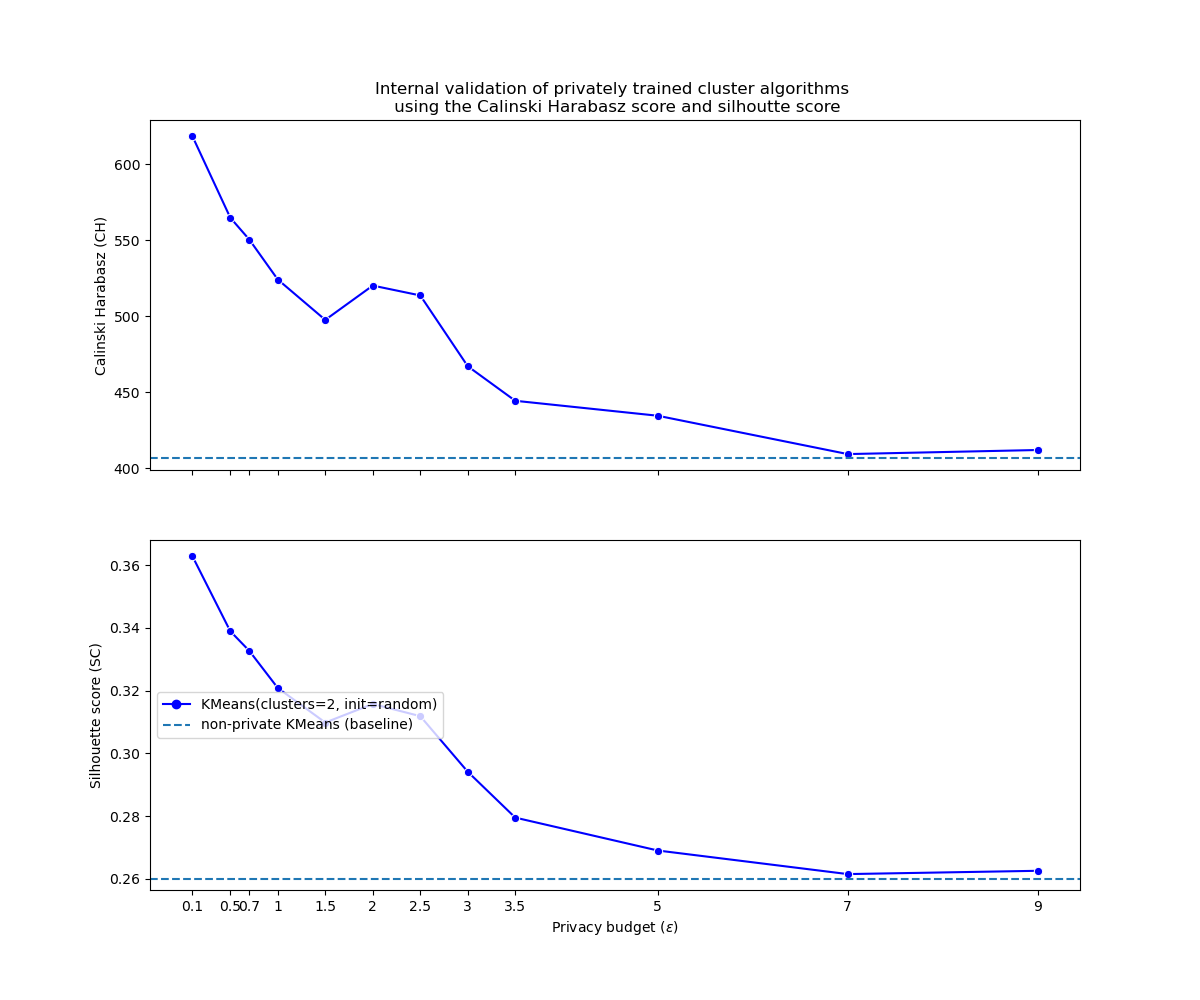 Internal validation of privately trained cluster algorithms
using the Calinski Harabasz score and silhoutte score
Calinski Harabasz (CH)
600
550
500
450
400
Silhouette score (SC)
0.36
0.34
0.32
0.30
0.28
0.26
KMeans(clusters=2, init=random)
non-private KMeans (baseline)
0.1 0.5 0.7 1 1.5 2 2.5 3 3.5 5 7 9
Privacy budget (ε)